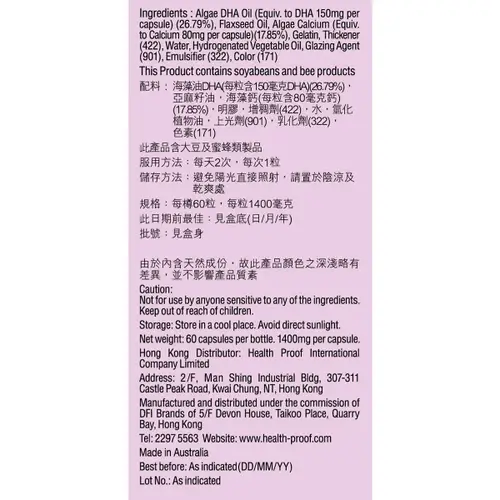 Ingredients : Algae DHA Oil (Equiv. to DHA 150mg per
capsule) (26.79%), Flaxseed Oil, Algae Calcium (Equiv.
to Calcium 80mg per capsule)(17.85%), Gelatin, Thickener
(422), Water, Hydrogenated Vegetable Oil, Glazing Agent
(901), Emulsifier (322), Color (171)
This Product contains soyabeans and bee products
配料：海藻油DHA(每粒含150毫克DHA)(26.79%)，
亞麻籽油，海藻鈣(每粒含80毫克鈣)
(17.85%)，明膠，增稠劑(422)，水，氫化
植物油，上光劑(901)，乳化劑(322)，
色素(171)
此產品含大豆及蜜蜂類製品
服用方法：每天2次，每次1粒
儲存方法：避免陽光直接照射，請置於陰涼及
乾爽處
規格：每樽60粒，每粒1400毫克
此日期前最佳：見盒底(日/月/年)
批號：見盒身
由於內含天然成份，故此產品顏色之深淺略有
差異，並不影響產品質素
Caution:
Not for use by anyone sensitive to any of the ingredients.
Keep out of reach of children.
Storage: Store in a cool place. Avoid direct sunlight.
Net weight: 60 capsules per bottle. 1400mg per capsule.
Hong Kong Distributor: Health Proof International
Company Limited
Address: 2/F, Man Shing Industrial Bldg, 307-311
Castle Peak Road, Kwai Chung, NT, Hong Kong
Manufactured and distributed under the commission of
DFI Brands of 5/F Devon House, Taikoo Place, Quarry
Bay, Hong Kong
Tel: 2297 5563 Website: www.health-proof.com
Made in Australia
Best before: As indicated(DD/MM/YY)
Lot No.: As indicated